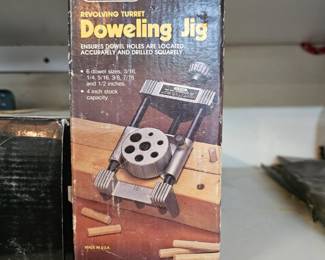 REVOLVING TURRET
Doweling Jig
ENSURES DOWEL HOLES ARE LOCATED
ACCURATELY AND DRILLED SQUARELY
• 6 dowel sizes, 3/16,
1/4, 5/16, 3/8, 7/16
and 1/2 inches.
• 4 inch stock
capacity
MADE IN U.S.A.